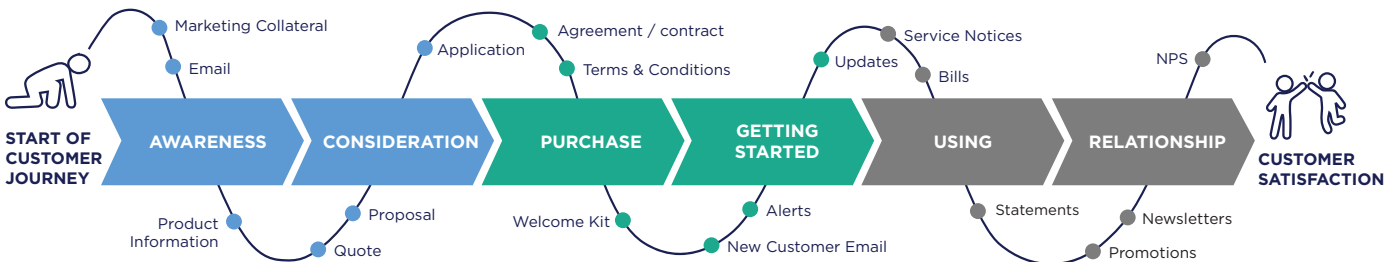 Marketing Collateral
Email
Application
Agreement / contract
Terms & Conditions
Updates
Service Notices
Bills
NPS
START OF
CUSTOMER
JOURNEY
AWARENESS
CONSIDERATION
PURCHASE
GETTING
STARTED
USING
RELATIONSHIP
CUSTOMER
SATISFACTION
Product
Information
Quote
Proposal
Welcome Kit
New Customer Email
Alerts
Statements
Promotions
Newsletters